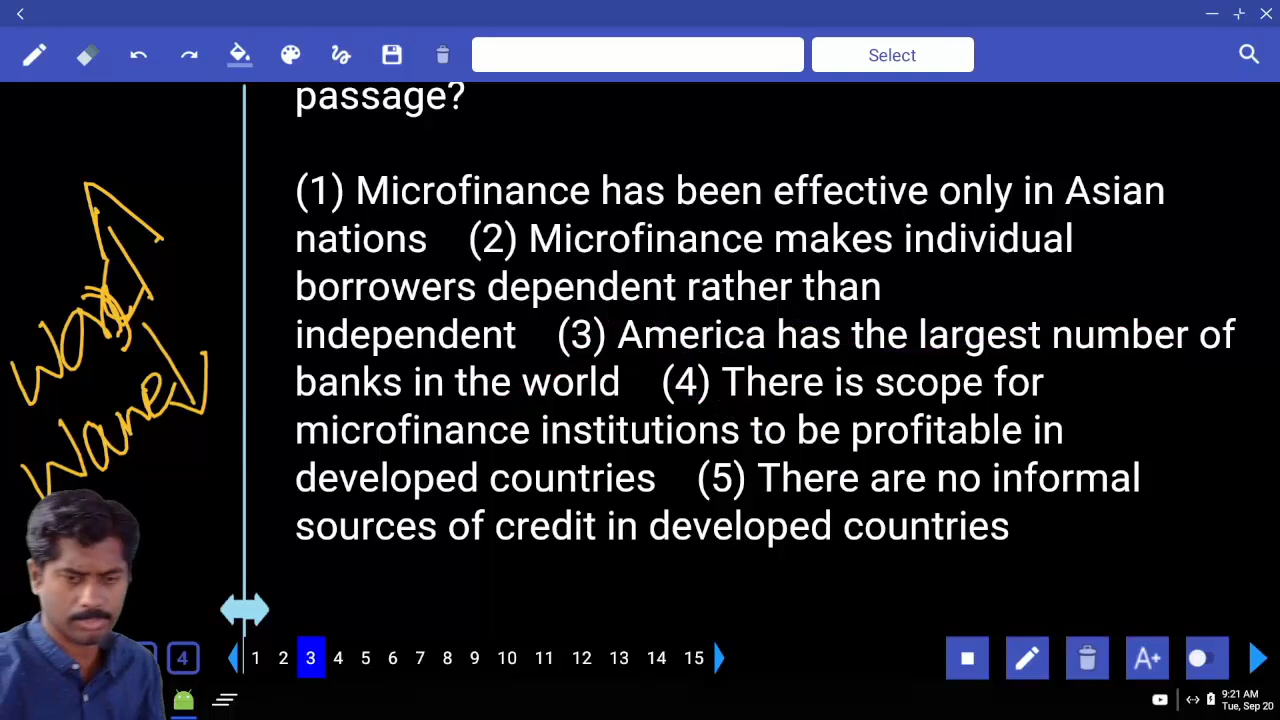 Select
passage?
(1) Microfinance has been effective only in Asian
nations (2) Microfinance makes individual
borrowers dependent rather than
independent (3) America has the largest number of
banks in the world (4) There is scope for
microfinance institutions to be profitable in
developed countries (5) There are no informal
sources of credit in developed countries
Waned
4
1 2 3 4 5 6 7 8 9 10 11 12 13 14 15
A+
9:21 AM
Tue, Sep 20